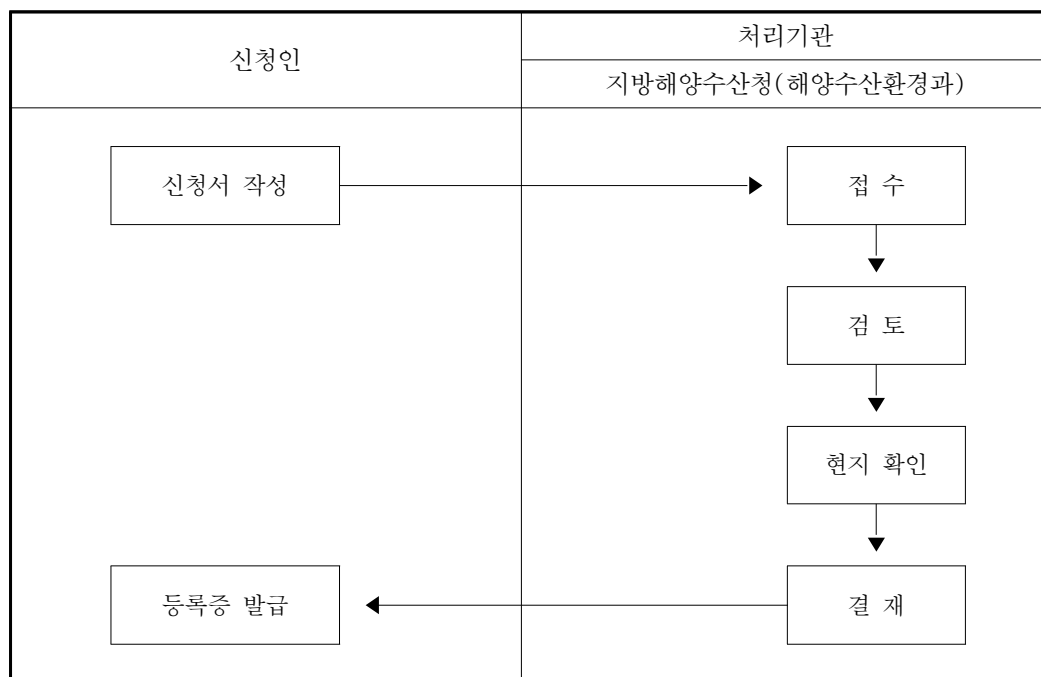 신청인
처리기관
지방해양수산청(해양수산환경과)
신청서 작성
접 수
검 토
현지 확인
등록증 발급
결 재